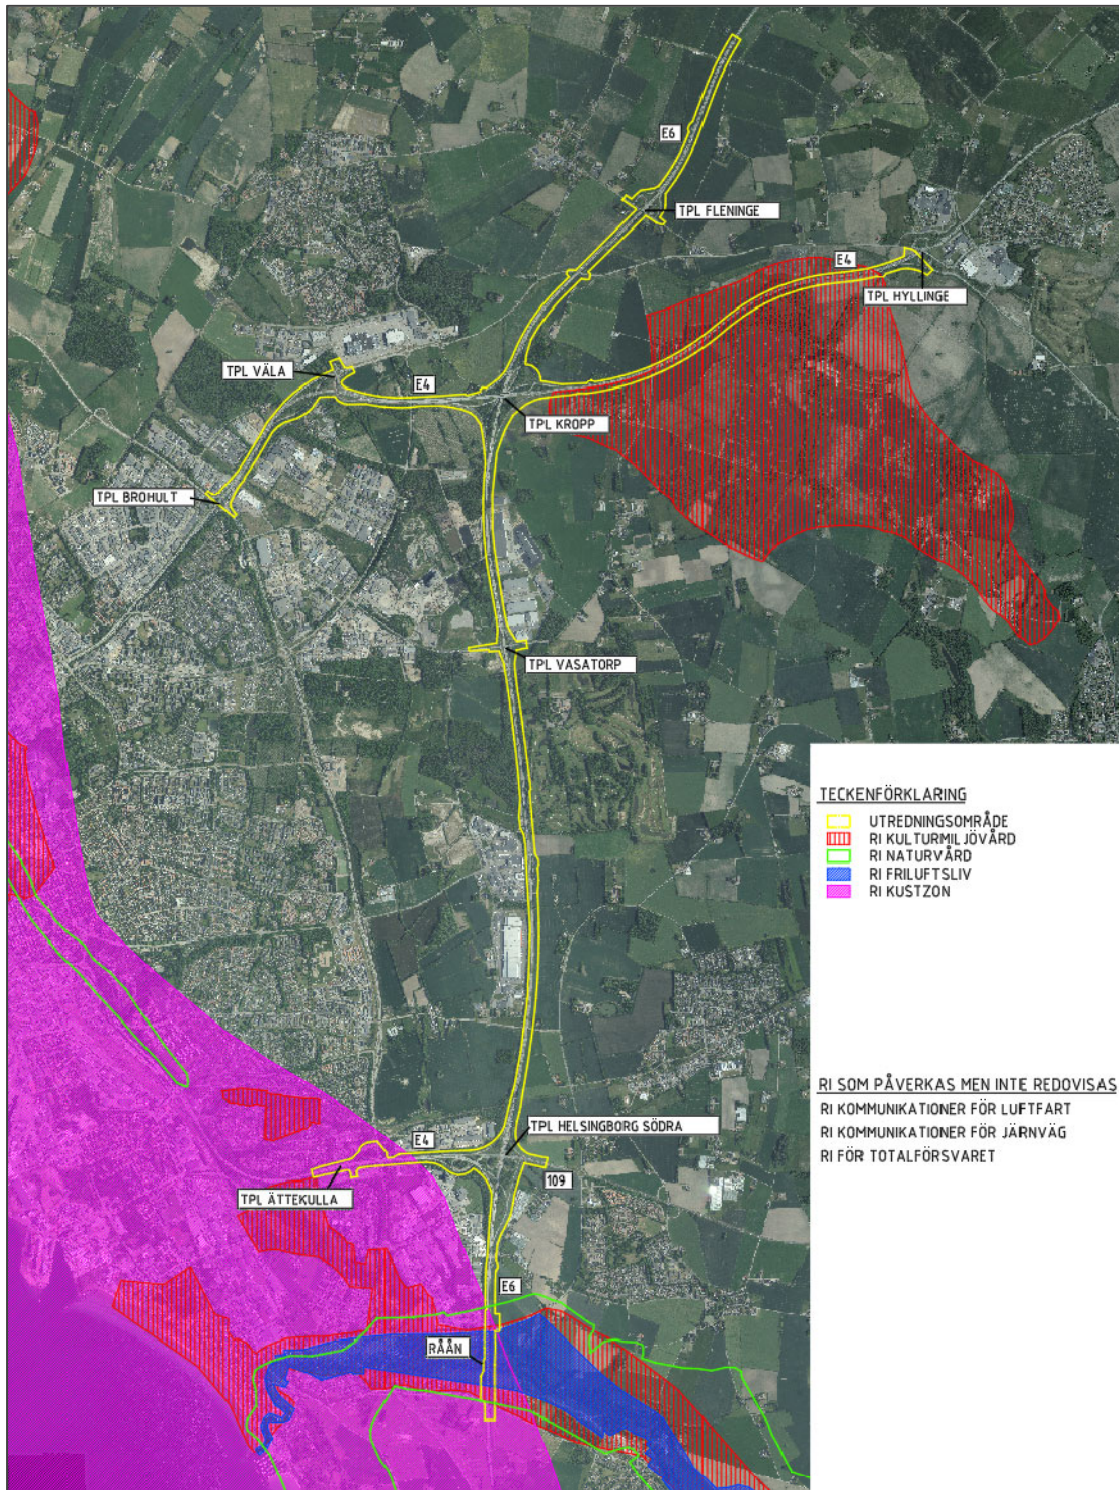 E6
TPL FLENINGE
E4
TPL HYLLINGE
TPL VÄLA
E4
TPL KROPP
TPL BROHULT
TPL VASATORP
TECKENFÖRKLARING
UTREDNINGSOMRÅDE
RI KULTURMILJÖVÅRD
RI NATURVÅRD
RI FRILUFTSLIV
RI KUSTZON
RI SOM PÅVERKAS MEN INTE REDOVISAS
RI KOMMUNIKATIONER FÖR LUFTFART
RI KOMMUNIKATIONER FÖR JÄRNVÄG
RI FÖR TOTALFÖRSVARET
TPL HELSINGBORG SÖDRA
E4
109
TPL ÄTTEKULLA
E6
RÅÅN